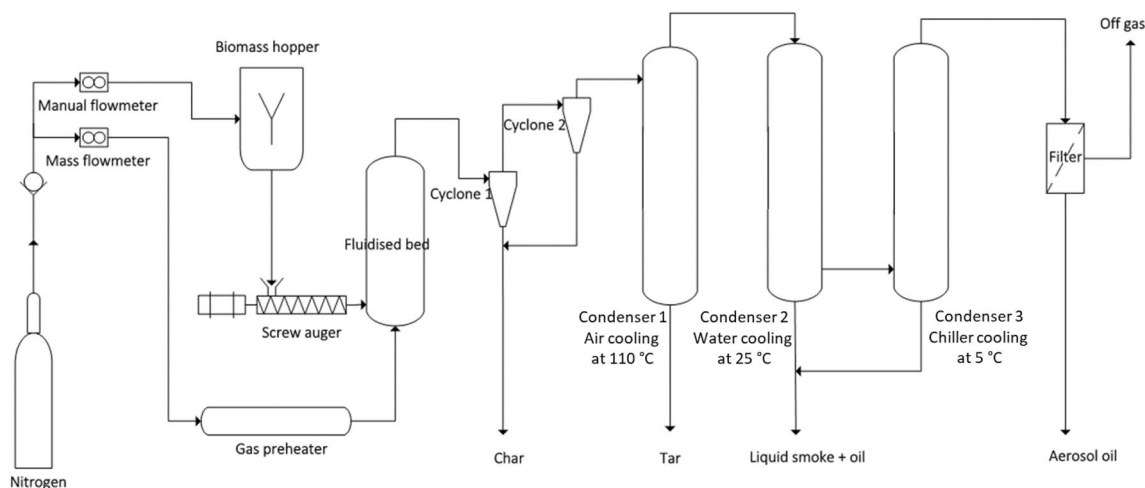 Off gas
Biomass hopper
Manual flowmeter
Cyclone 2
Mass flowmeter
Filter
Cyclone 1
Fluidised bed
Screw auger
Condenser 1
Air cooling
at 110 °C
Condenser 2
Water cooling
at 25 °C
Condenser 3
Chiller cooling
at 5 °C
Gas preheater
Nitrogen
Char
Tar
Liquid smoke + oil
Aerosol oil